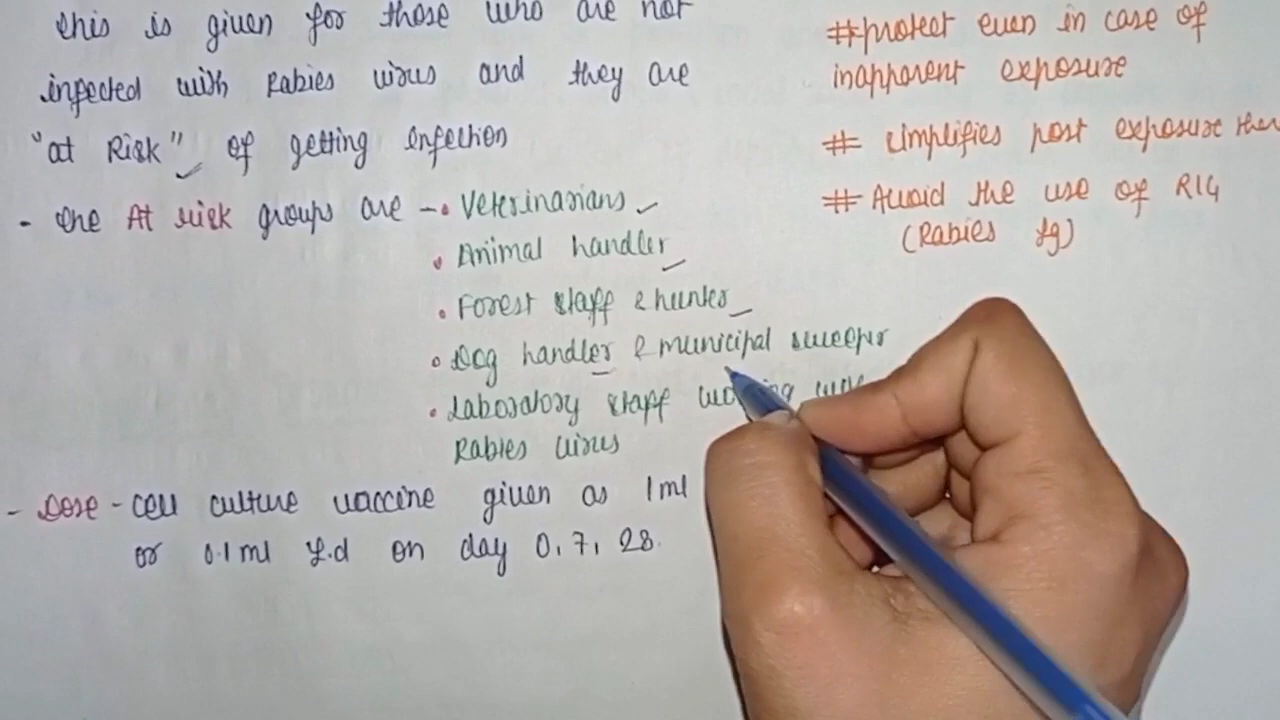 this is given for those who are not
infected with Rabies virus and they are
"at Risk" of getting infection
- the At risk groups are - • Veterinarians
• Animal handler
• Forest staff & hunter
• Dog handler & municipal sweeper
• Laboratory staff working with
Rabies virus
- Dose - cell culture vaccine given as 1ml
or 0.1ml I.d on day 0, 7, 28.
# protect even in case of
inapparent exposure
# simplifies post exposure
# Avoid the use of RIG
(Rabies Ig)